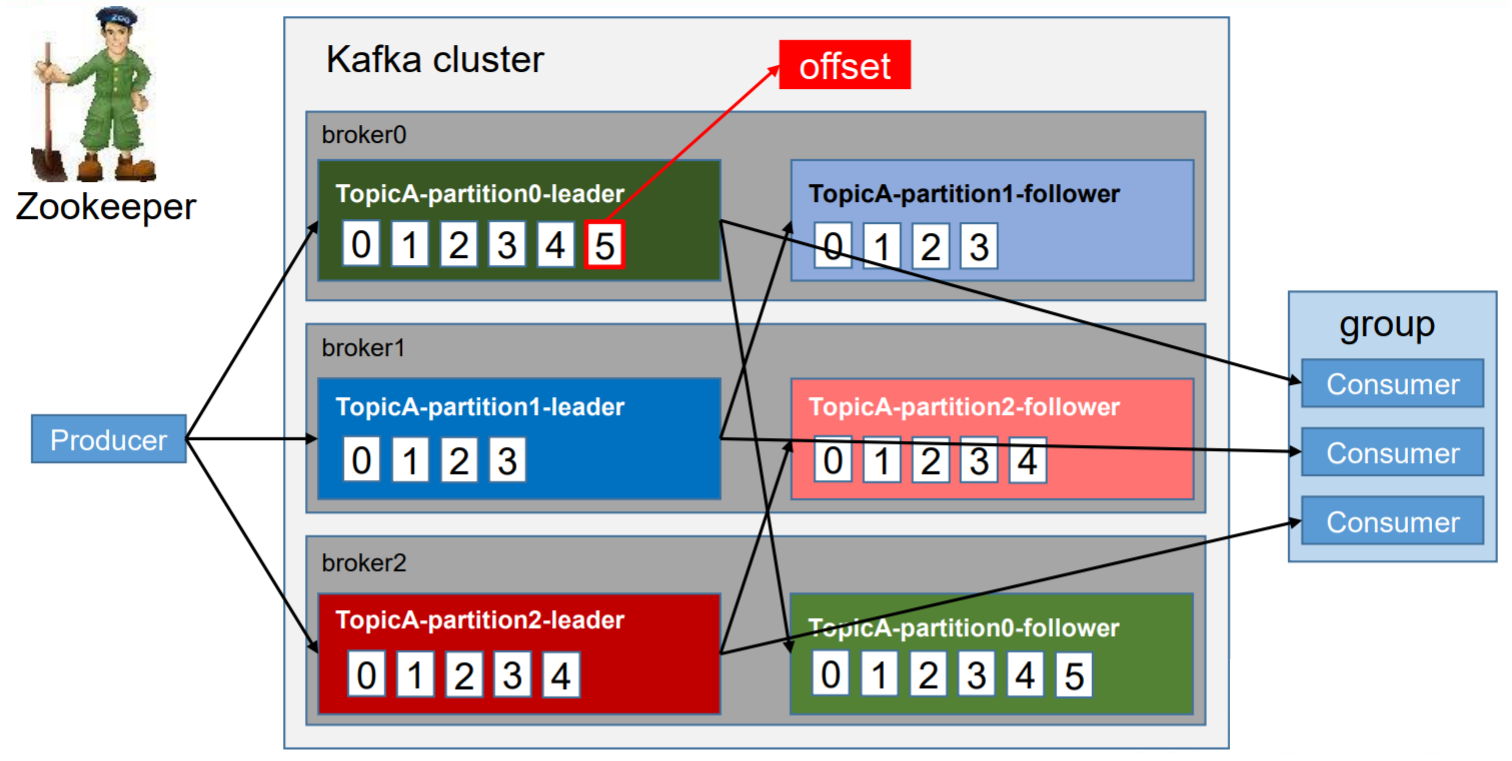 ZOO
Zookeeper
Kafka cluster
offset
broker0
TopicA-partition0-leader
0 1 2 3 4 5
TopicA-partition1-follower
0 1 2 3
broker1
TopicA-partition1-leader
0 1 2 3
TopicA-partition2-follower
0 1 2 3 4
broker2
TopicA-partition2-leader
0 1 2 3 4
TopicA-partition0-follower
0 1 2 3 4 5
Producer
group
Consumer
Consumer
Consumer